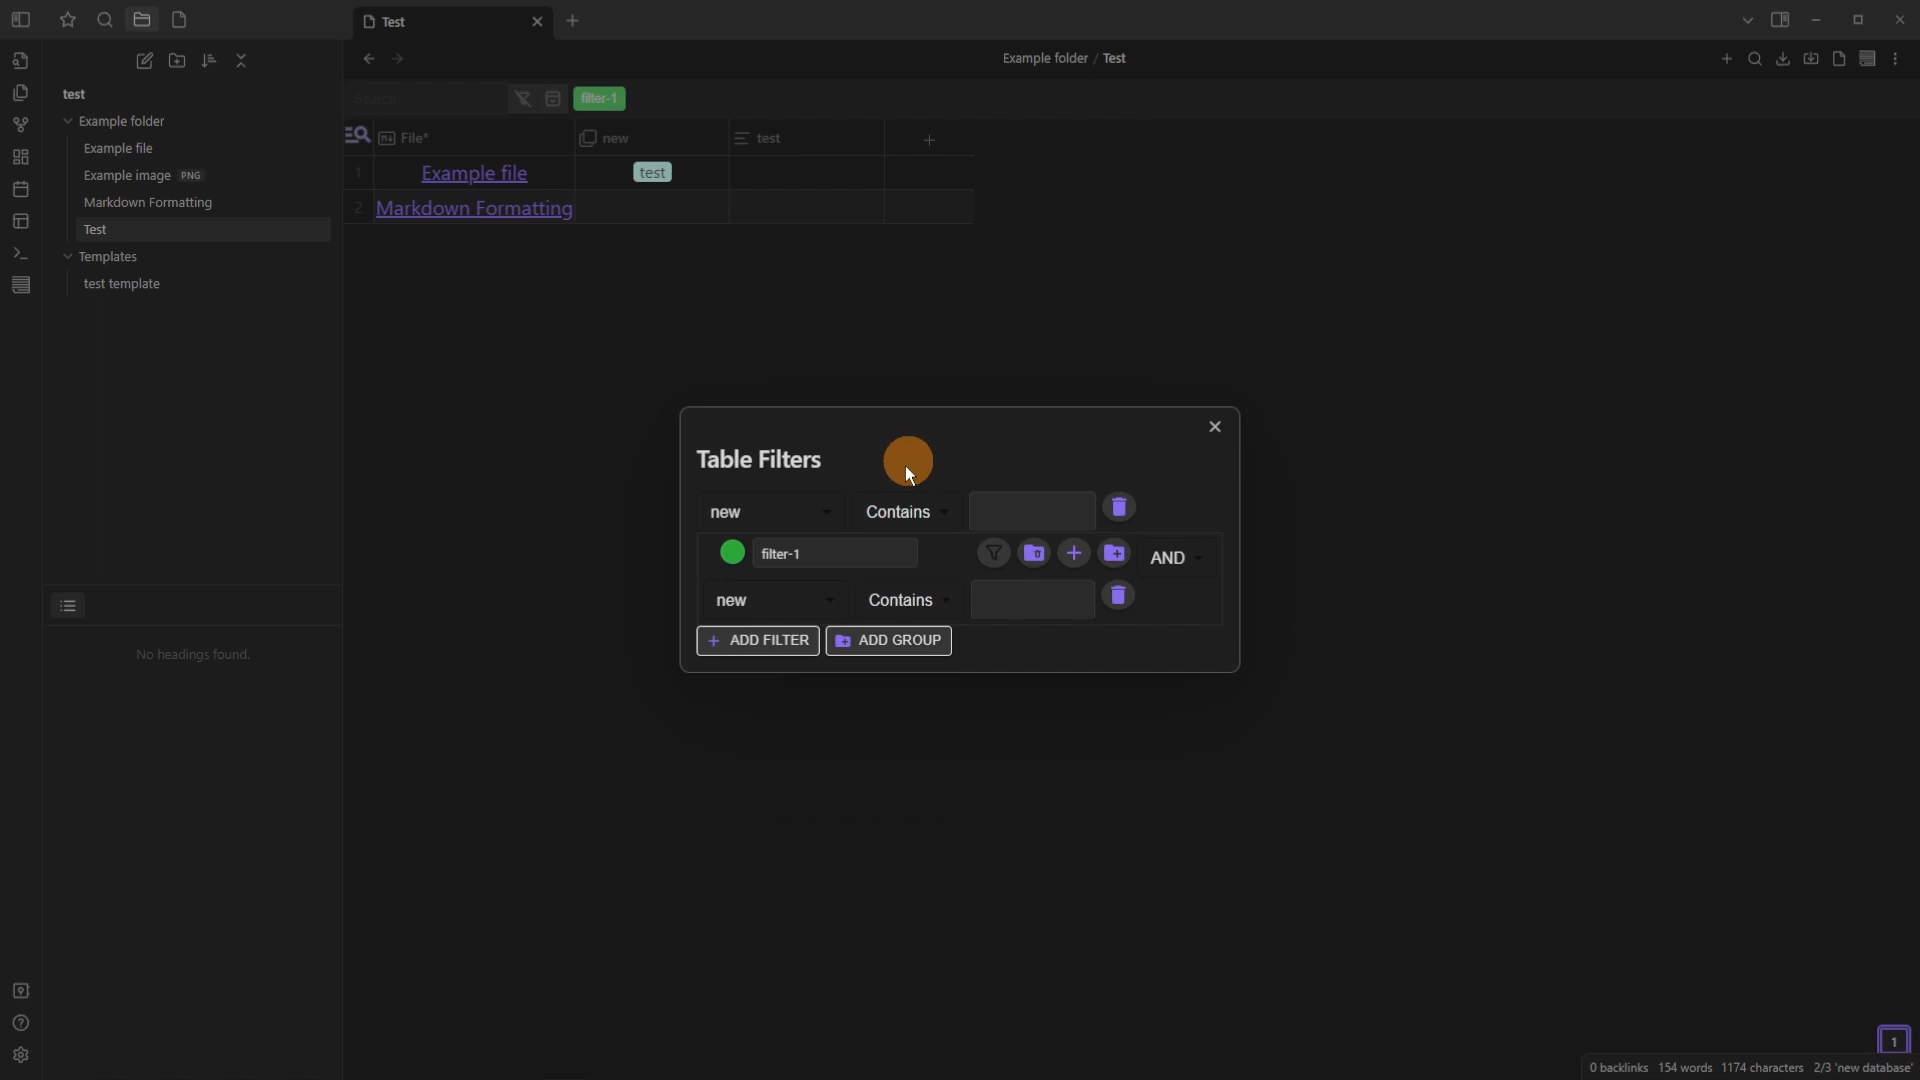 Test
Example folder / Test
test
Example folder
Example file
Example image PNG
Markdown Formatting
Test
Templates
test template
No headings found.
Search
filter-1
File*
new
test
1
Example file
test
2
Markdown Formatting
Table Filters
new
Contains
filter-1
AND
new
Contains
ADD FILTER
ADD GROUP
1
0 backlinks 154 words 1174 characters 2/3 'new database'